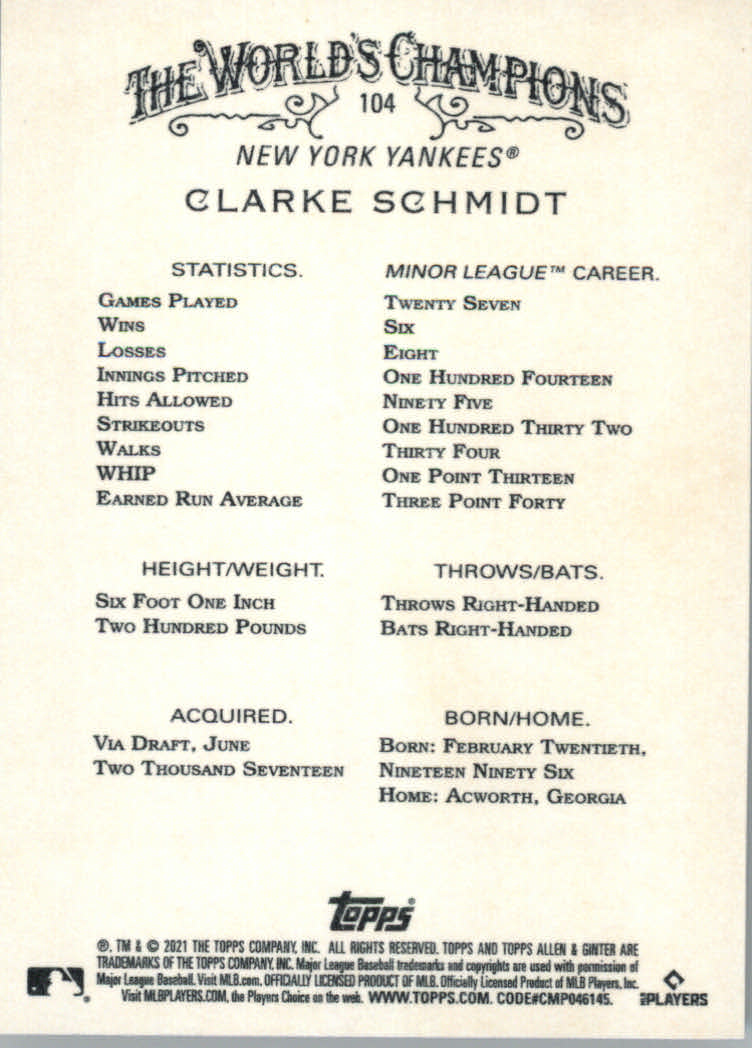 THE WORLD'S CHAMPIONS
104
NEW YORK YANKEES®
CLARKE SCHMIDT
STATISTICS. MINOR LEAGUE™ CAREER.
GAMES PLAYED TWENTY SEVEN
WINS SIX
LOSSES EIGHT
INNINGS PITCHED ONE HUNDRED FOURTEEN
HITS ALLOWED NINETY FIVE
STRIKEOUTS ONE HUNDRED THIRTY TWO
WALKS THIRTY FOUR
WHIP ONE POINT THIRTEEN
EARNED RUN AVERAGE THREE POINT FORTY
HEIGHT/WEIGHT.
SIX FOOT ONE INCH
TWO HUNDRED POUNDS
THROWS/BATS.
THROWS RIGHT-HANDED
BATS RIGHT-HANDED
ACQUIRED.
VIA DRAFT, JUNE
TWO THOUSAND SEVENTEEN
BORN/HOME.
BORN: FEBRUARY TWENTIETH,
NINETEEN NINETY SIX
HOME: ACWORTH, GEORGIA
Topps®
®, TM & © 2021 THE TOPPS COMPANY, INC. ALL RIGHTS RESERVED. TOPPS AND TOPPS ALLEN & GINTER ARE
TRADEMARKS OF THE TOPPS COMPANY, INC. Major League Baseball trademarks and copyrights are used with permission of
Major League Baseball. Visit MLB.com. OFFICIALLY LICENSED PRODUCT OF MLB. Officially Licensed Product of MLB Players, Inc.
Visit MLBPLAYERS.COM, the Players Choice on the web. WWW.TOPPS.COM. CODE#CMP046145.
MLBPLAYERS